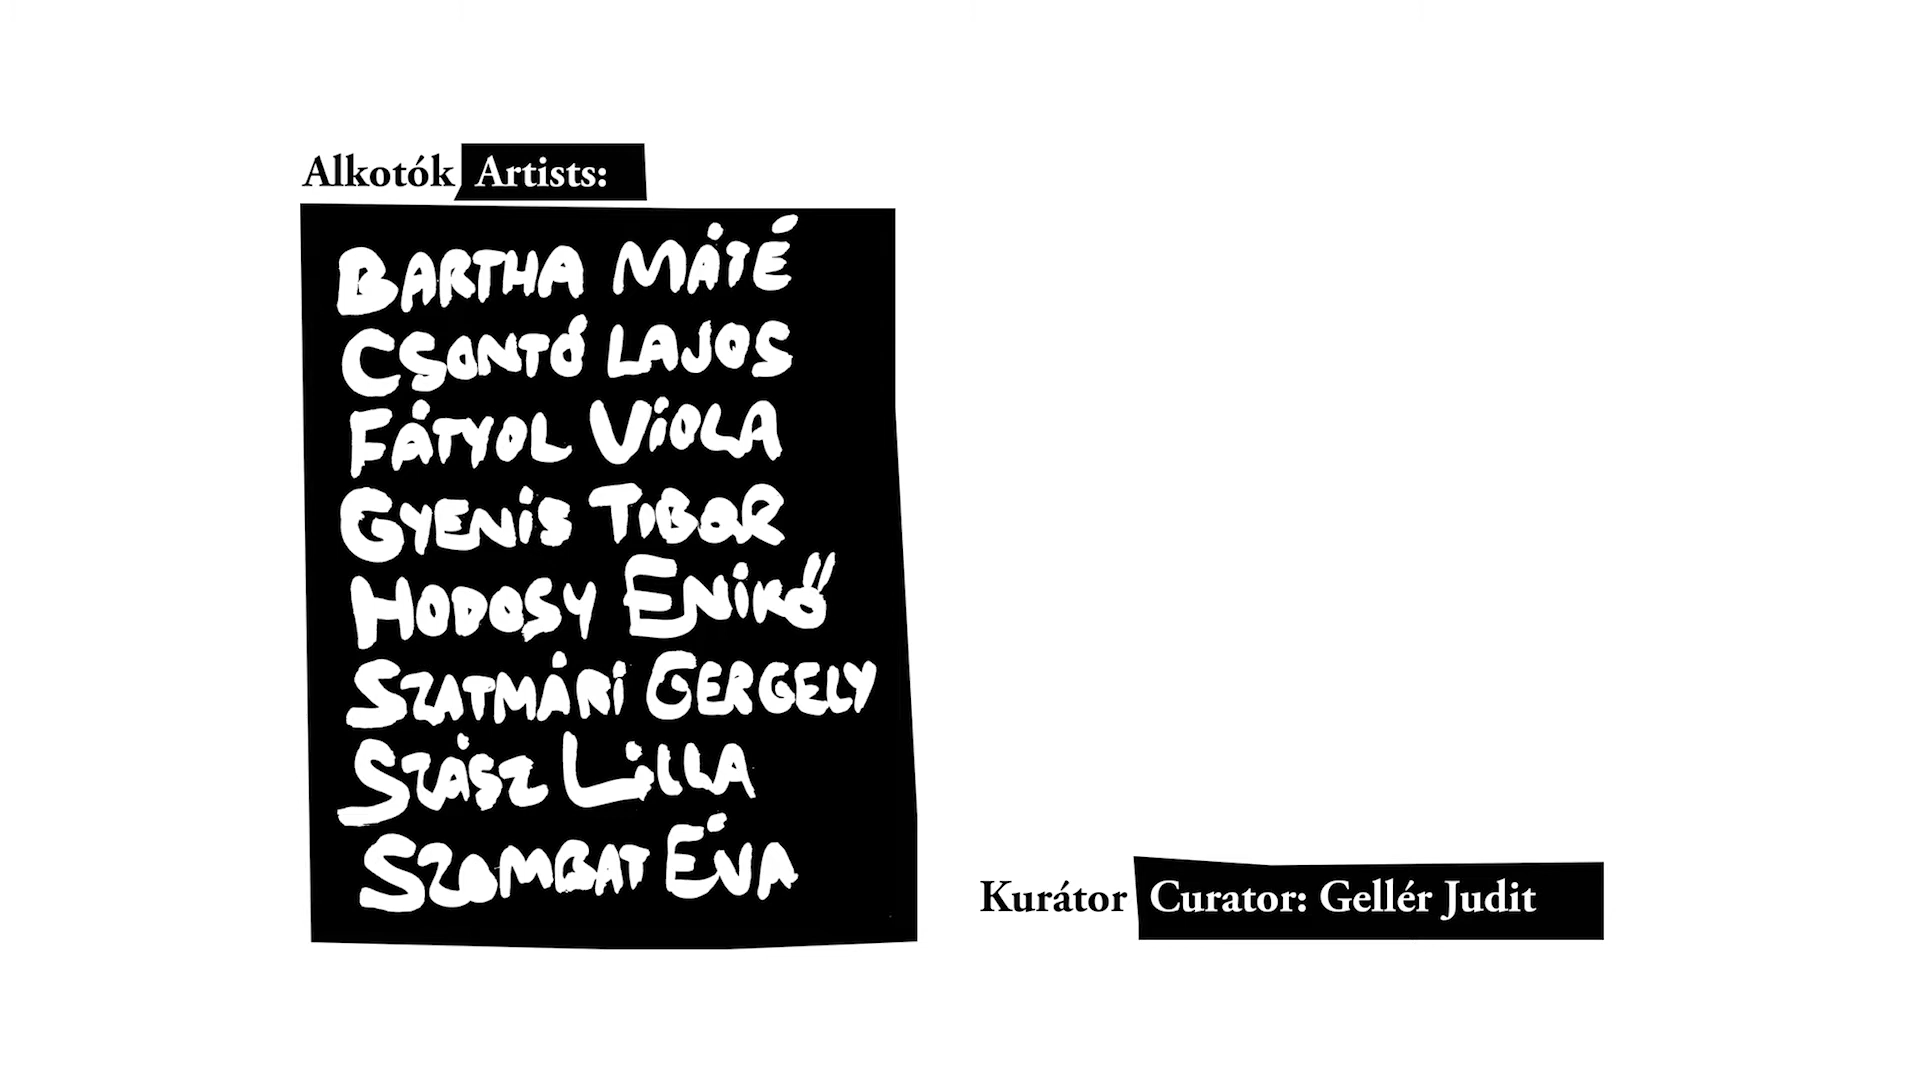 Alkotók Artists:
BARTHA MÁTÉ
CSONTÓ LAJOS
FÁTYOL VIOLA
GYENIS TIBOR
HODOSY ENIKŐ
SZATMÁRI GERGELY
SZÁSZ LILLA
SZOMBAT ÉVA
Kurátor Curator: Gellér Judit